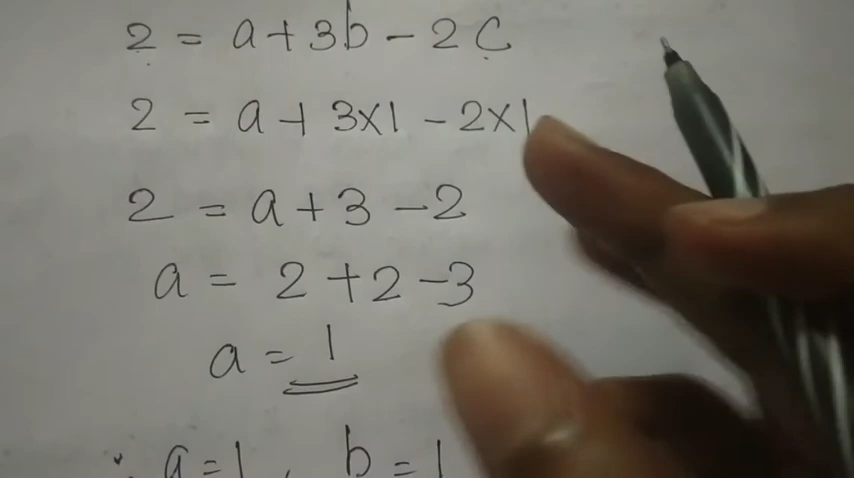 2 = a + 3b - 2c
2 = a + 3x1 - 2x1
2 = a + 3 - 2
a = 2 + 2 - 3
a = 1
∴ a = 1, b = 1